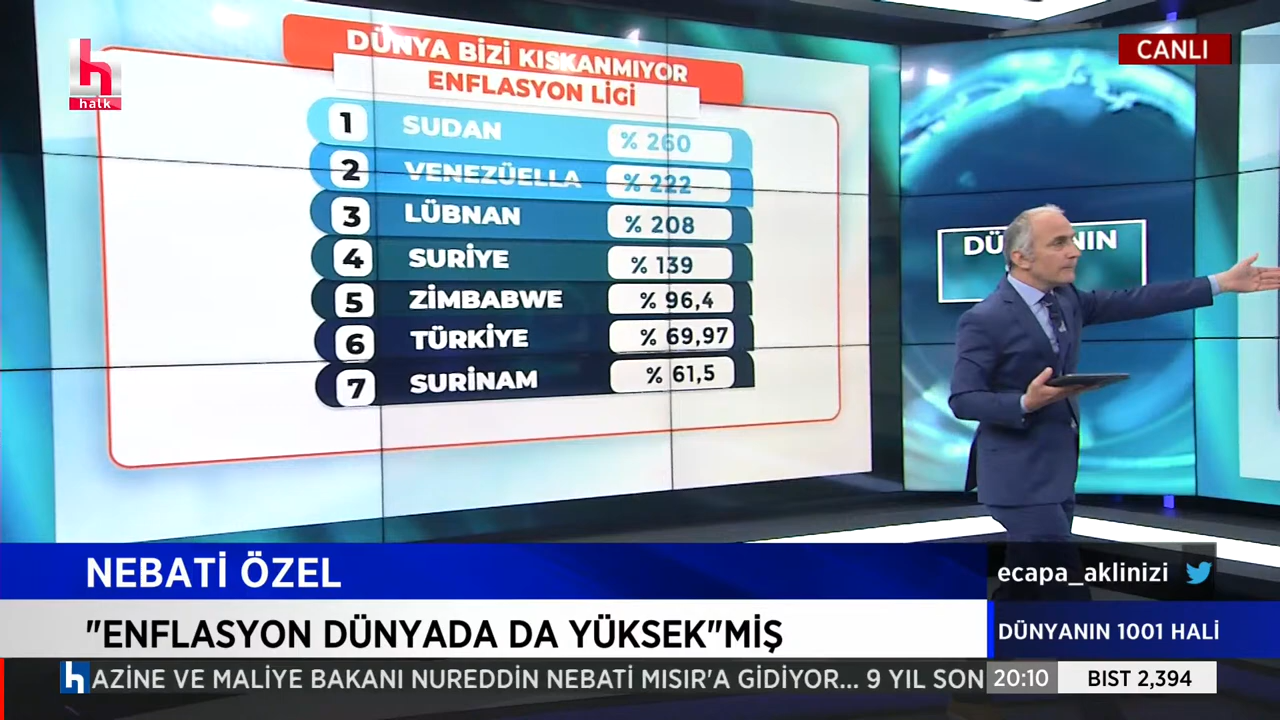 h
halk
CANLI
DÜNYA BİZİ KISKANMIYOR
ENFLASYON LİGİ
1 SUDAN % 260
2 VENEZÜELLA % 222
3 LÜBNAN % 208
4 SURİYE % 139
5 ZİMBABWE % 96,4
6 TÜRKİYE % 69,97
7 SURİNAM % 61,5
NEBATİ ÖZEL
ecapa_aklinizi
"ENFLASYON DÜNYADA DA YÜKSEK"MİŞ
DÜNYANIN 1001 HALİ
h AZİNE VE MALİYE BAKANI NUREDDİN NEBATİ MISIR'A GİDİYOR... 9 YIL SON 20:10 BIST 2,394